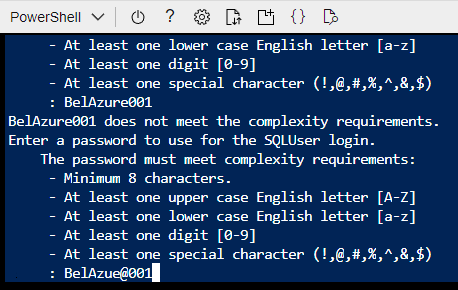 PowerShell
- At least one lower case English letter [a-z]
- At least one digit [0-9]
- At least one special character (!,@,#,%,^,&,$)
: BelAzure001
BelAzure001 does not meet the complexity requirements.
Enter a password to use for the SQLUser login.
The password must meet complexity requirements:
- Minimum 8 characters.
- At least one upper case English letter [A-Z]
- At least one lower case English letter [a-z]
- At least one digit [0-9]
- At least one special character (!,@,#,%,^,&,$)
: BelAzue@001